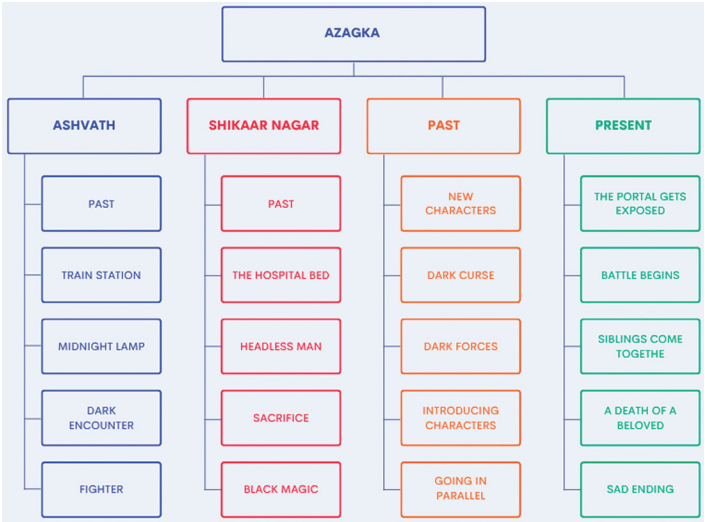 AZAGKA
ASHVATH
SHIKAAR NAGAR
PAST
PRESENT
PAST
TRAIN STATION
MIDNIGHT LAMP
DARK
ENCOUNTER
FIGHTER
PAST
THE HOSPITAL BED
HEADLESS MAN
SACRIFICE
BLACK MAGIC
NEW
CHARACTERS
DARK CURSE
DARK FORCES
INTRODUCING
CHARACTERS
GOING IN
PARALLEL
THE PORTAL GETS
EXPOSED
BATTLE BEGINS
SIBLINGS COME
TOGETHE
A DEATH OF A
BELOVED
SAD ENDING